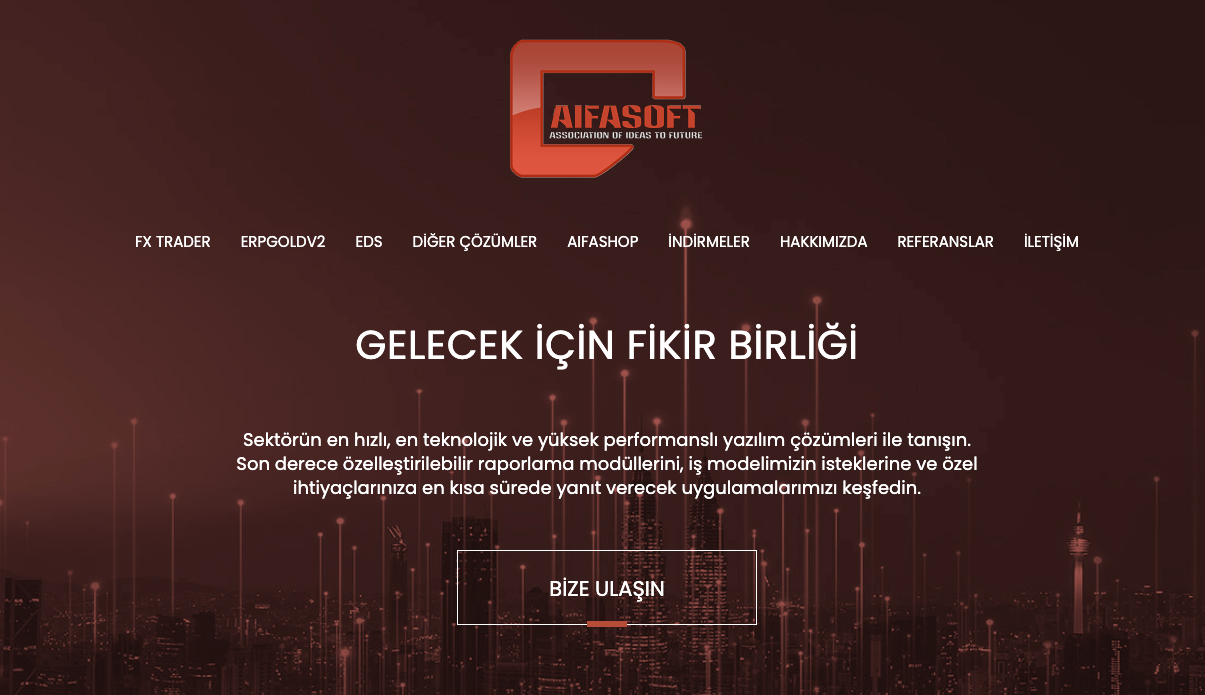 AIFASOFT
ASSOCIATION OF IDEAS TO FUTURE
FX TRADER ERPGOLDV2 EDS DİĞER ÇÖZÜMLER AIFASHOP İNDİRMELER HAKKIMIZDA REFERANSLAR İLETİŞİM
GELECEK İÇİN FİKİR BİRLİĞİ
Sektörün en hızlı, en teknolojik ve yüksek performanslı yazılım çözümleri ile tanışın.
Son derece özelleştirilebilir raporlama modüllerini, iş modelimizin isteklerine ve özel
ihtiyaçlarınıza en kısa sürede yanıt verecek uygulamalarımızı keşfedin.
BİZE ULAŞIN